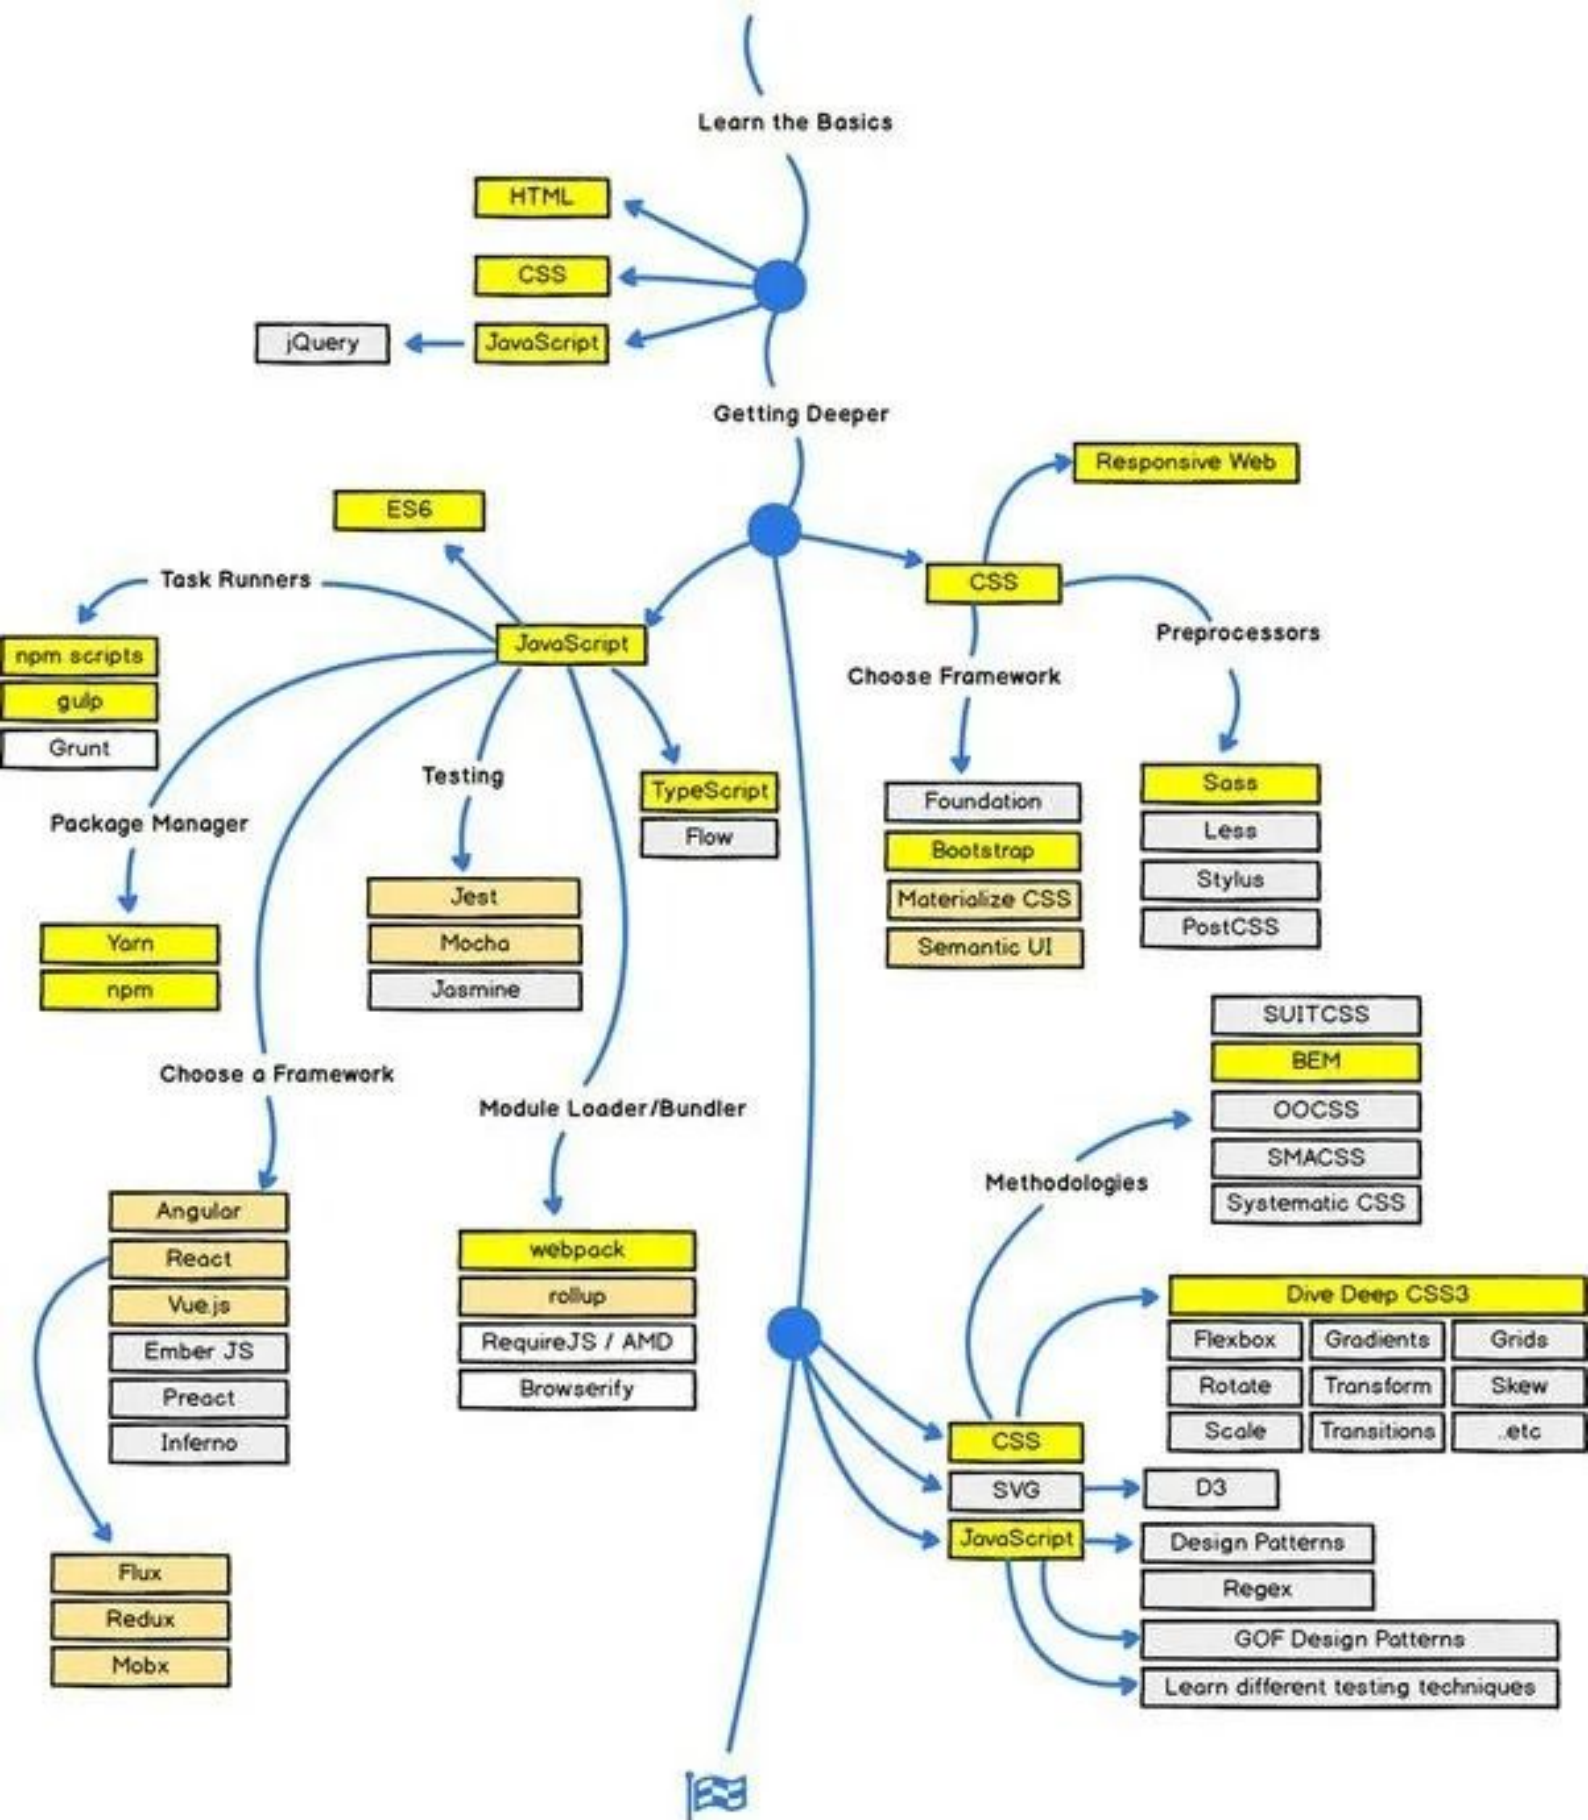 Learn the Basics
HTML
CSS
JavaScript
jQuery
Getting Deeper
Responsive Web
ES6
CSS
Task Runners
JavaScript
Preprocessors
npm scripts
gulp
Grunt
Choose Framework
Testing
TypeScript
Flow
Foundation
Bootstrap
Materialize CSS
Semantic UI
Sass
Less
Stylus
PostCSS
Package Manager
Yarn
npm
Jest
Mocha
Jasmine
Choose a Framework
Module Loader/Bundler
SUITCSS
BEM
OOCSS
SMACSS
Systematic CSS
Methodologies
Angular
React
Vue.js
Ember JS
Preact
Inferno
webpack
rollup
RequireJS / AMD
Browserify
Dive Deep CSS3
Flexbox Gradients Grids
Rotate Transform Skew
Scale Transitions ..etc
CSS
SVG
D3
JavaScript
Design Patterns
Regex
GOF Design Patterns
Learn different testing techniques
Flux
Redux
Mobx